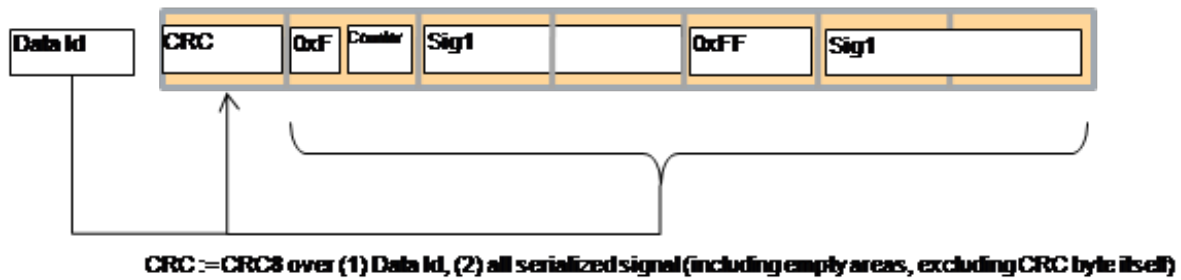 Data Id
CRC
0xF
Counter
Sig1
0xFF
Sig1
CRC := CRC8 over (1) Data Id, (2) all serialized signal (including empty areas, excluding CRC byte itself)